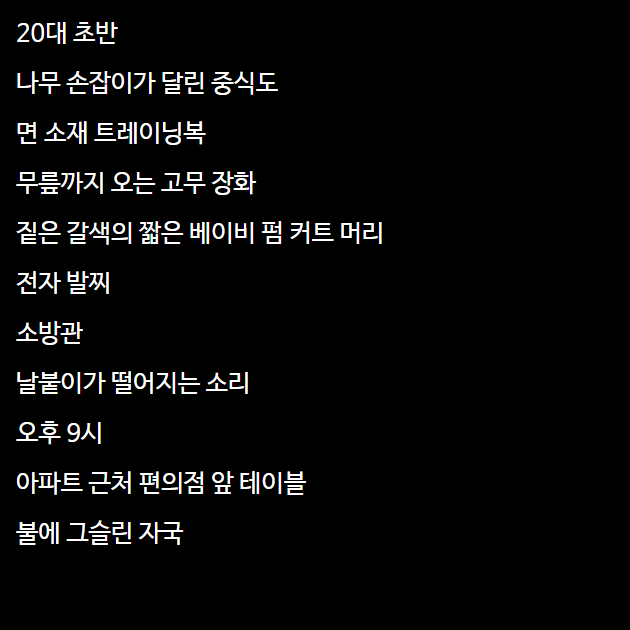 20대 초반
나무 손잡이가 달린 중식도
면 소재 트레이닝복
무릎까지 오는 고무 장화
짙은 갈색의 짧은 베이비 펌 커트 머리
전자 발찌
소방관
날붙이가 떨어지는 소리
오후 9시
아파트 근처 편의점 앞 테이블
불에 그슬린 자국